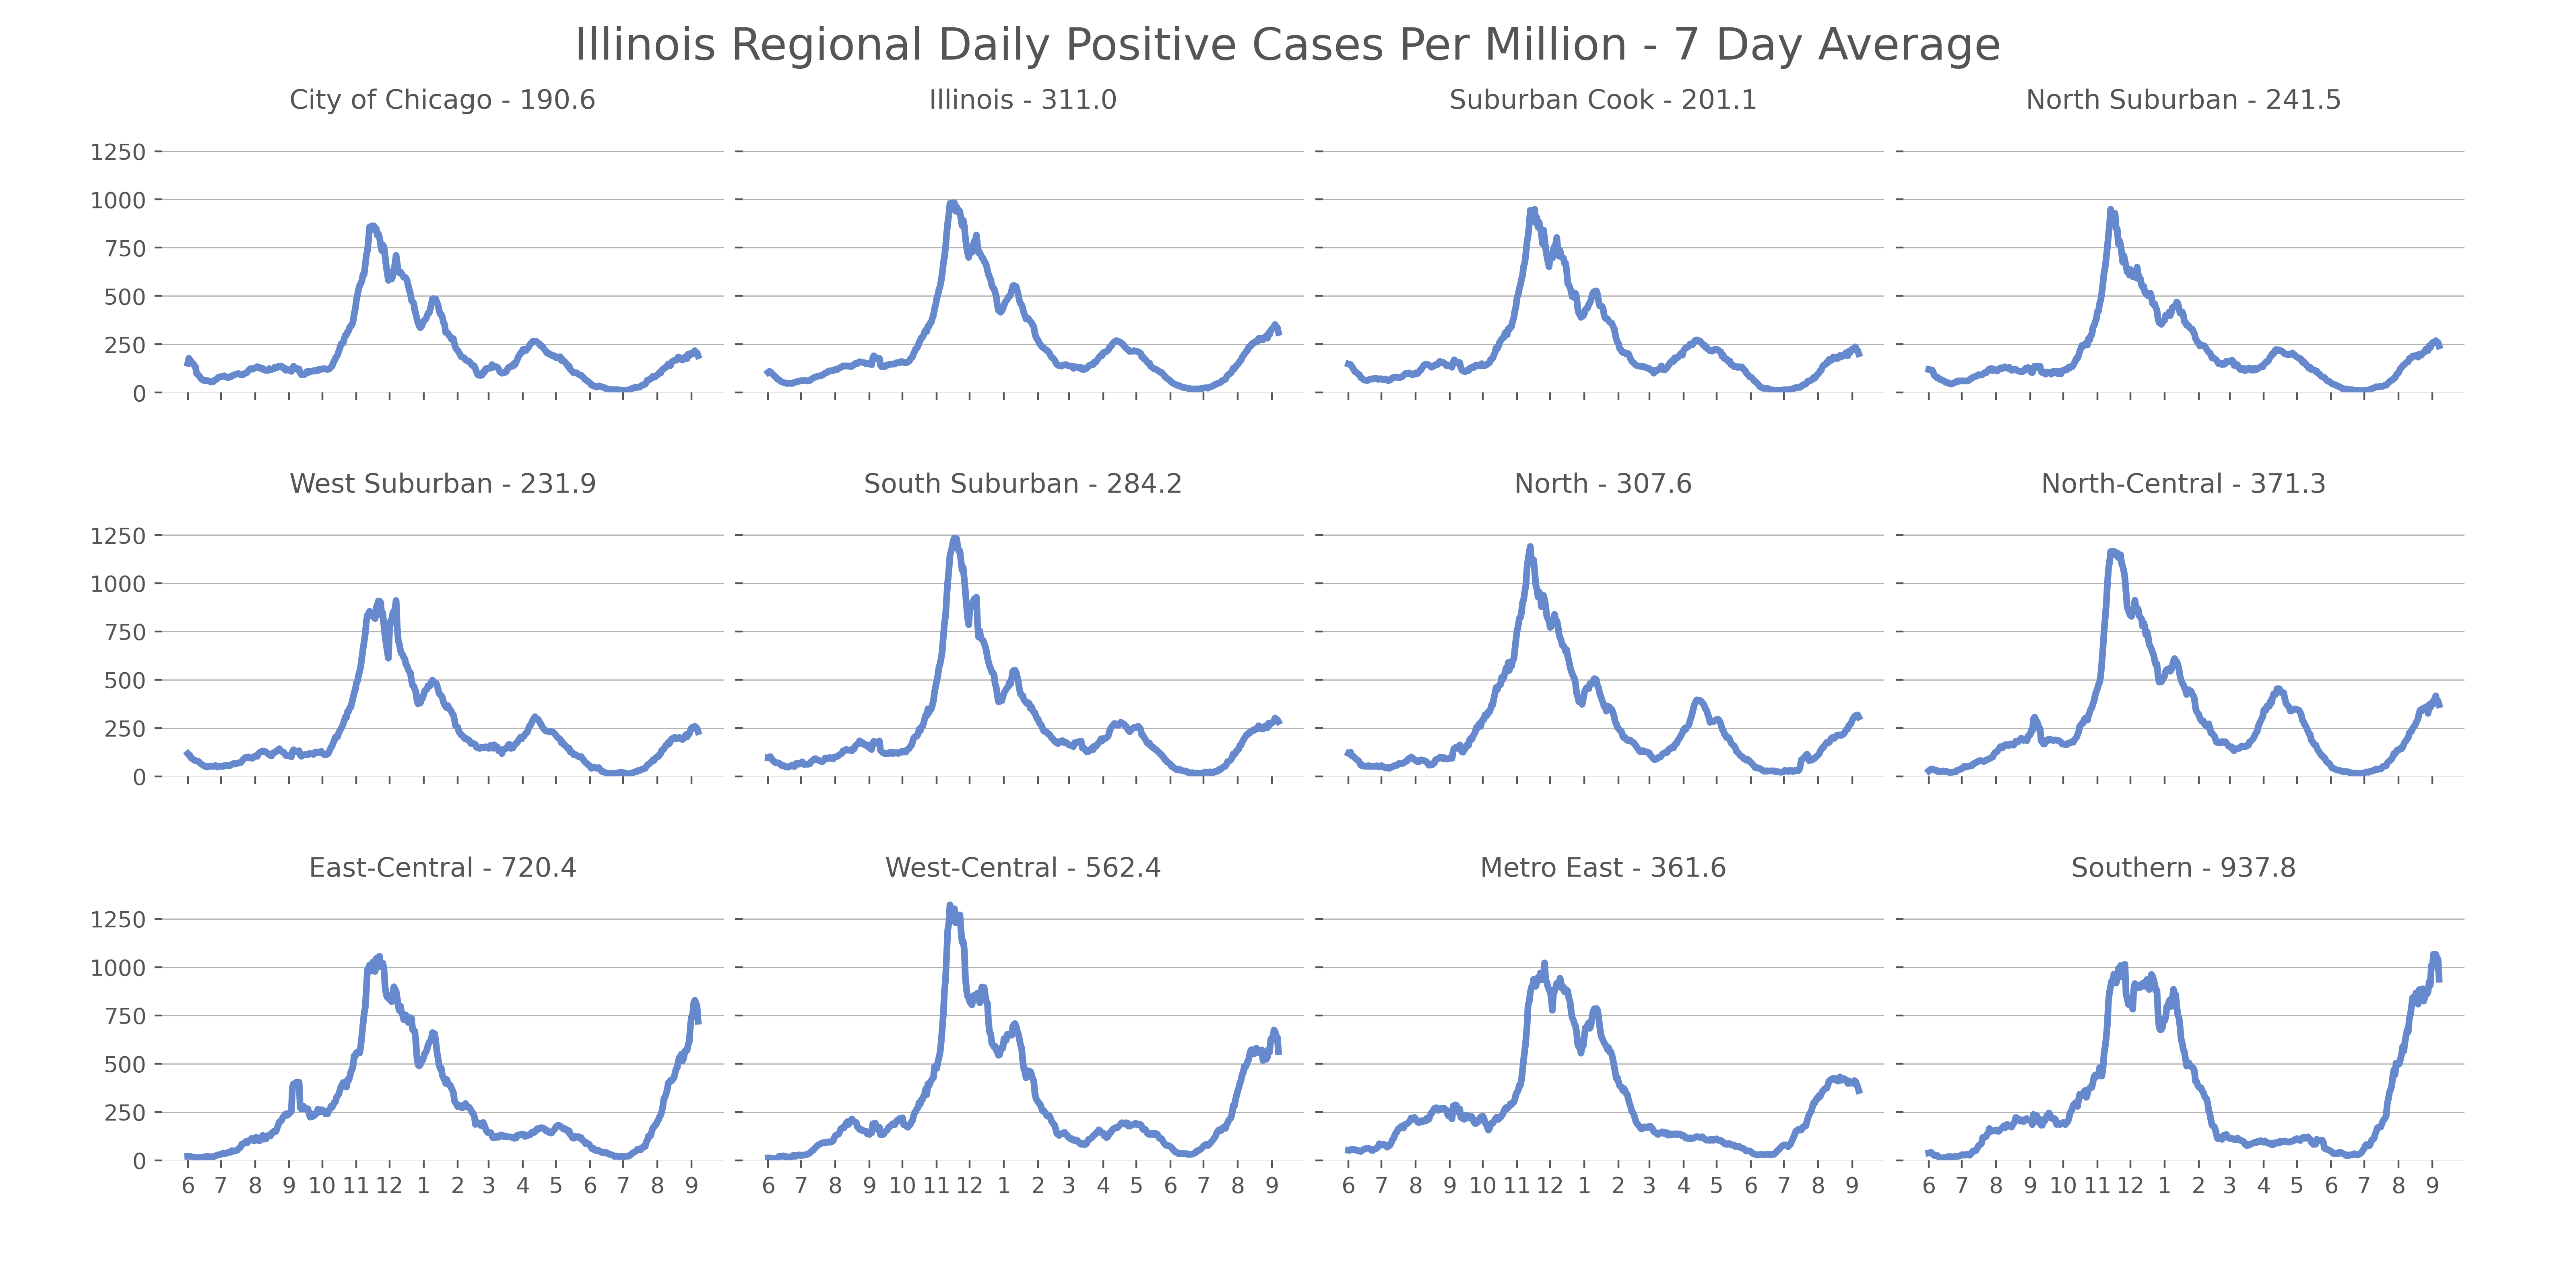 Illinois Regional Daily Positive Cases Per Million - 7 Day Average
City of Chicago - 190.6
Illinois - 311.0
Suburban Cook - 201.1
North Suburban - 241.5
1250
1000
750
500
250
0
West Suburban - 231.9
South Suburban - 284.2
North - 307.6
North-Central - 371.3
1250
1000
750
500
250
0
East-Central - 720.4
West-Central - 562.4
Metro East - 361.6
Southern - 937.8
1250
1000
750
500
250
0
6 7 8 9 10 11 12 1 2 3 4 5 6 7 8 9
6 7 8 9 10 11 12 1 2 3 4 5 6 7 8 9
6 7 8 9 10 11 12 1 2 3 4 5 6 7 8 9
6 7 8 9 10 11 12 1 2 3 4 5 6 7 8 9